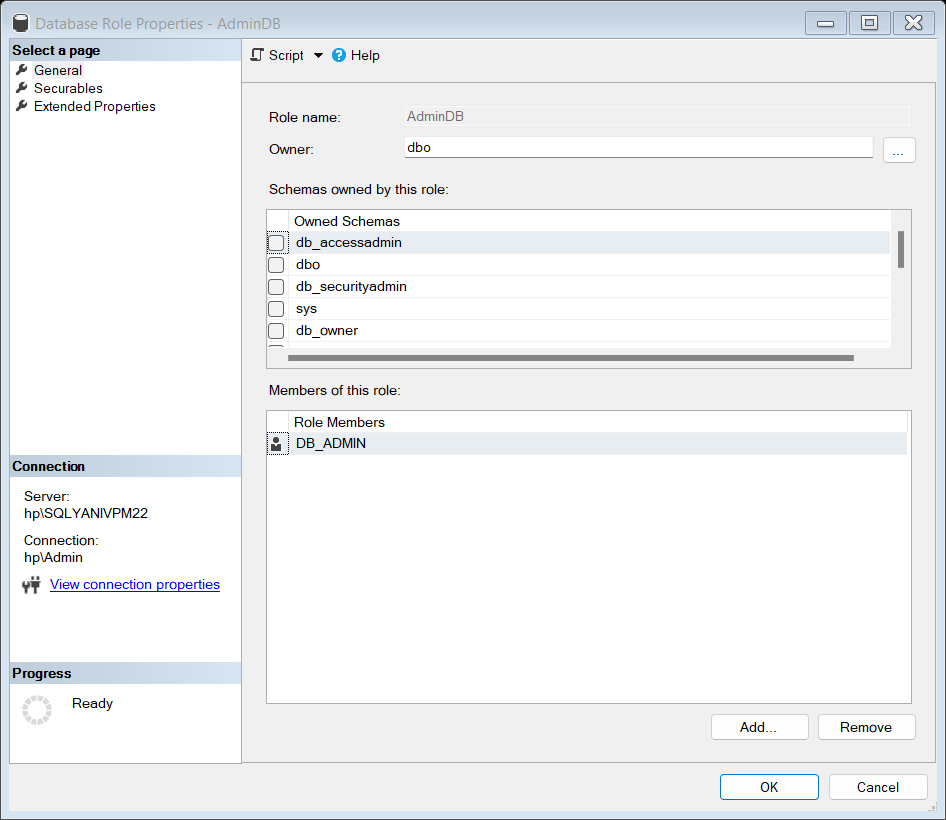 Database Role Properties - AdminDB
Select a page
General
Securables
Extended Properties
Script
Help
Role name: AdminDB
Owner: dbo
...
Schemas owned by this role:
Owned Schemas
db_accessadmin
dbo
db_securityadmin
sys
db_owner
Members of this role:
Role Members
DB_ADMIN
Connection
Server:
hp\SQLYANIVPM22
Connection:
hp\Admin
View connection properties
Progress
Ready
Add...
Remove
OK
Cancel